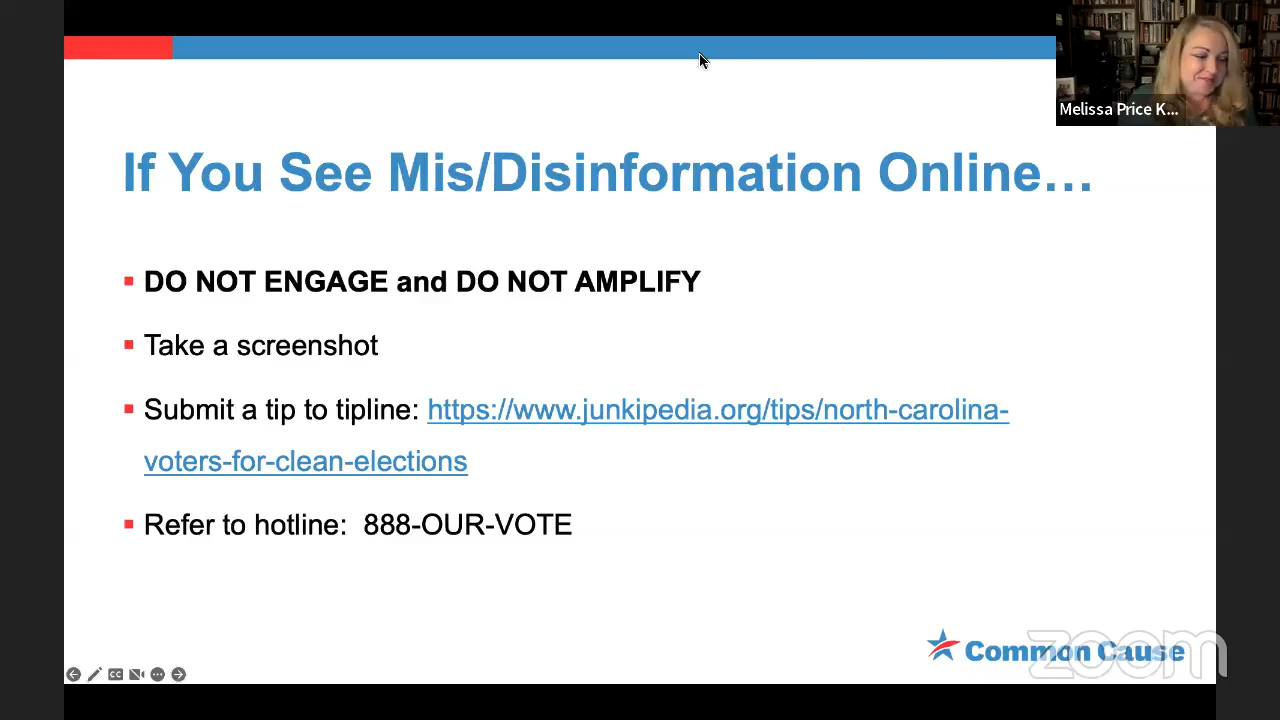 Melissa Price K...
If You See Mis/Disinformation Online…
DO NOT ENGAGE and DO NOT AMPLIFY
Take a screenshot
Submit a tip to tipline: https://www.junkipedia.org/tips/north-carolina-
voters-for-clean-elections
Refer to hotline: 888-OUR-VOTE
Common Cause
zoom
CC